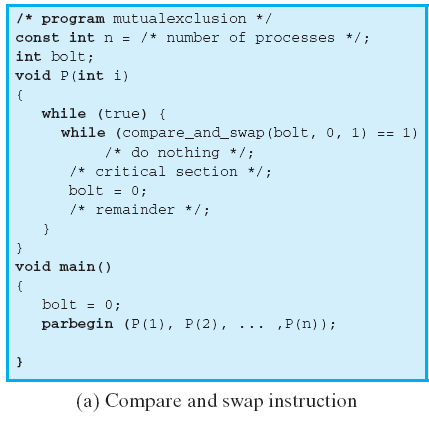 /* program mutualexclusion */
const int n = /* number of processes */;
int bolt;
void P(int i)
{
while (true) {
while (compare_and_swap(bolt, 0, 1) == 1)
/* do nothing */;
/* critical section */;
bolt = 0;
/* remainder */;
}
}
void main()
{
bolt = 0;
parbegin (P(1), P(2), ... ,P(n));
}
(a) Compare and swap instruction